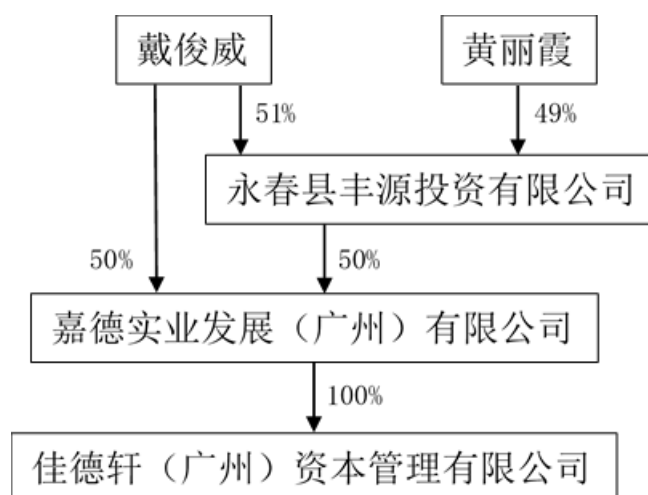 戴俊威
黄丽霞
51%
49%
永春县丰源投资有限公司
50%
50%
嘉德实业发展（广州）有限公司
100%
佳德轩（广州）资本管理有限公司